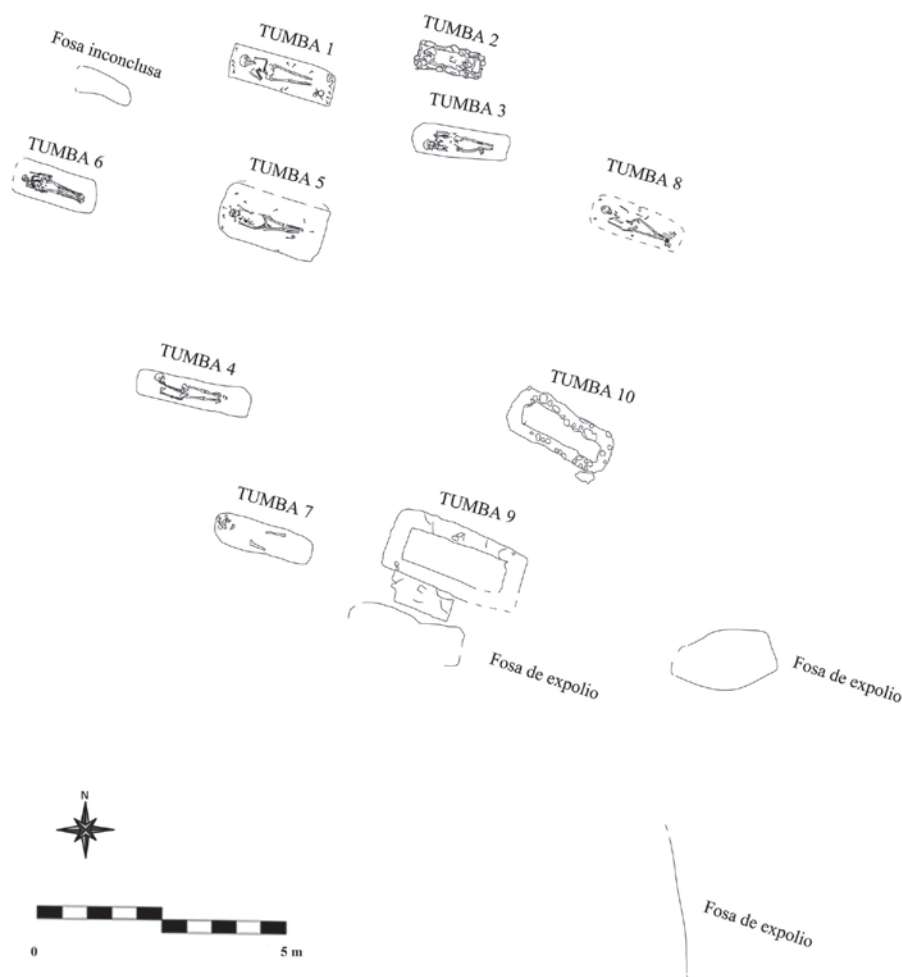 TUMBA 1
TUMBA 2
Fosa inconclusa
TUMBA 3
TUMBA 6
TUMBA 5
TUMBA 8
TUMBA 4
TUMBA 10
TUMBA 7
TUMBA 9
Fosa de expolio
Fosa de expolio
N
Fosa de expolio
0
5 m